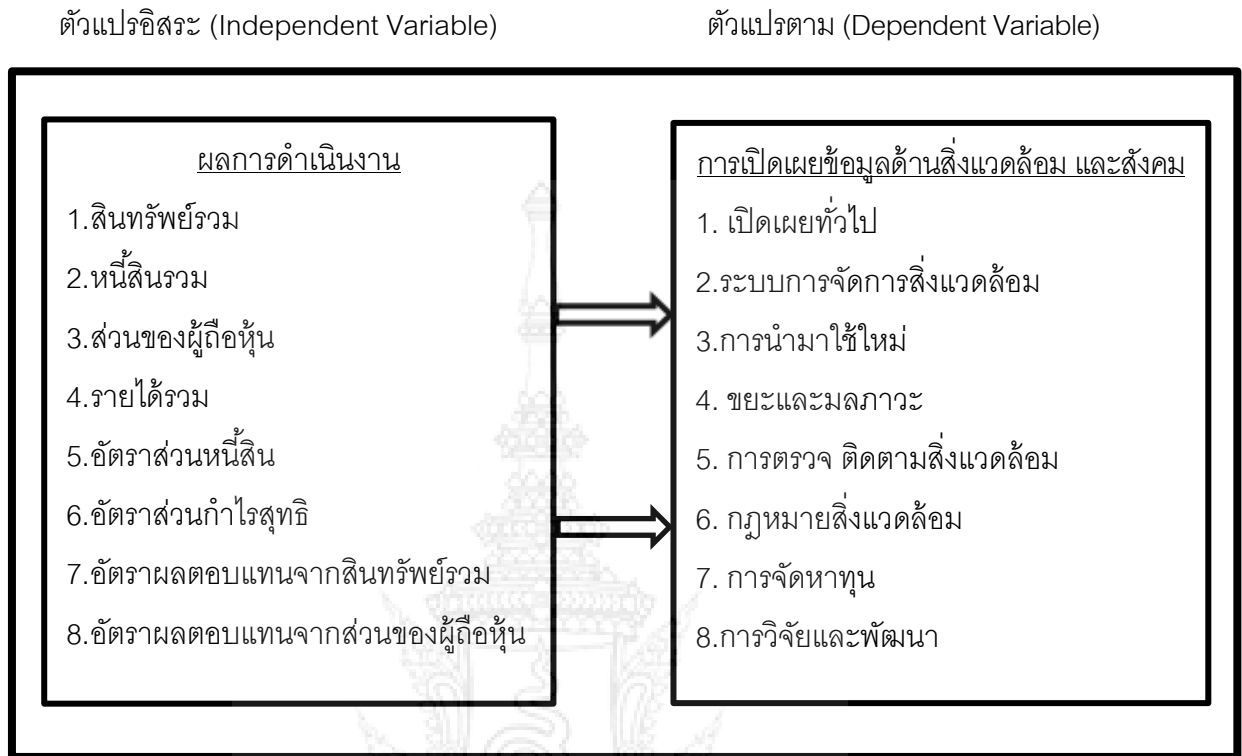 ตัวแปรอิสระ (Independent Variable)
ตัวแปรตาม (Dependent Variable)
ผลการดำเนินงาน
1.สินทรัพย์รวม
2.หนี้สินรวม
3.ส่วนของผู้ถือหุ้น
4.รายได้รวม
5.อัตราส่วนหนี้สิน
6.อัตราส่วนกำไรสุทธิ
7.อัตราผลตอบแทนจากสินทรัพย์รวม
8.อัตราผลตอบแทนจากส่วนของผู้ถือหุ้น
การเปิดเผยข้อมูลด้านสิ่งแวดล้อม และสังคม
1. เปิดเผยทั่วไป
2.ระบบการจัดการสิ่งแวดล้อม
3.การนำมาใช้ใหม่
4. ขยะและมลภาวะ
5. การตรวจ ติดตามสิ่งแวดล้อม
6. กฎหมายสิ่งแวดล้อม
7. การจัดหาทุน
8.การวิจัยและพัฒนา